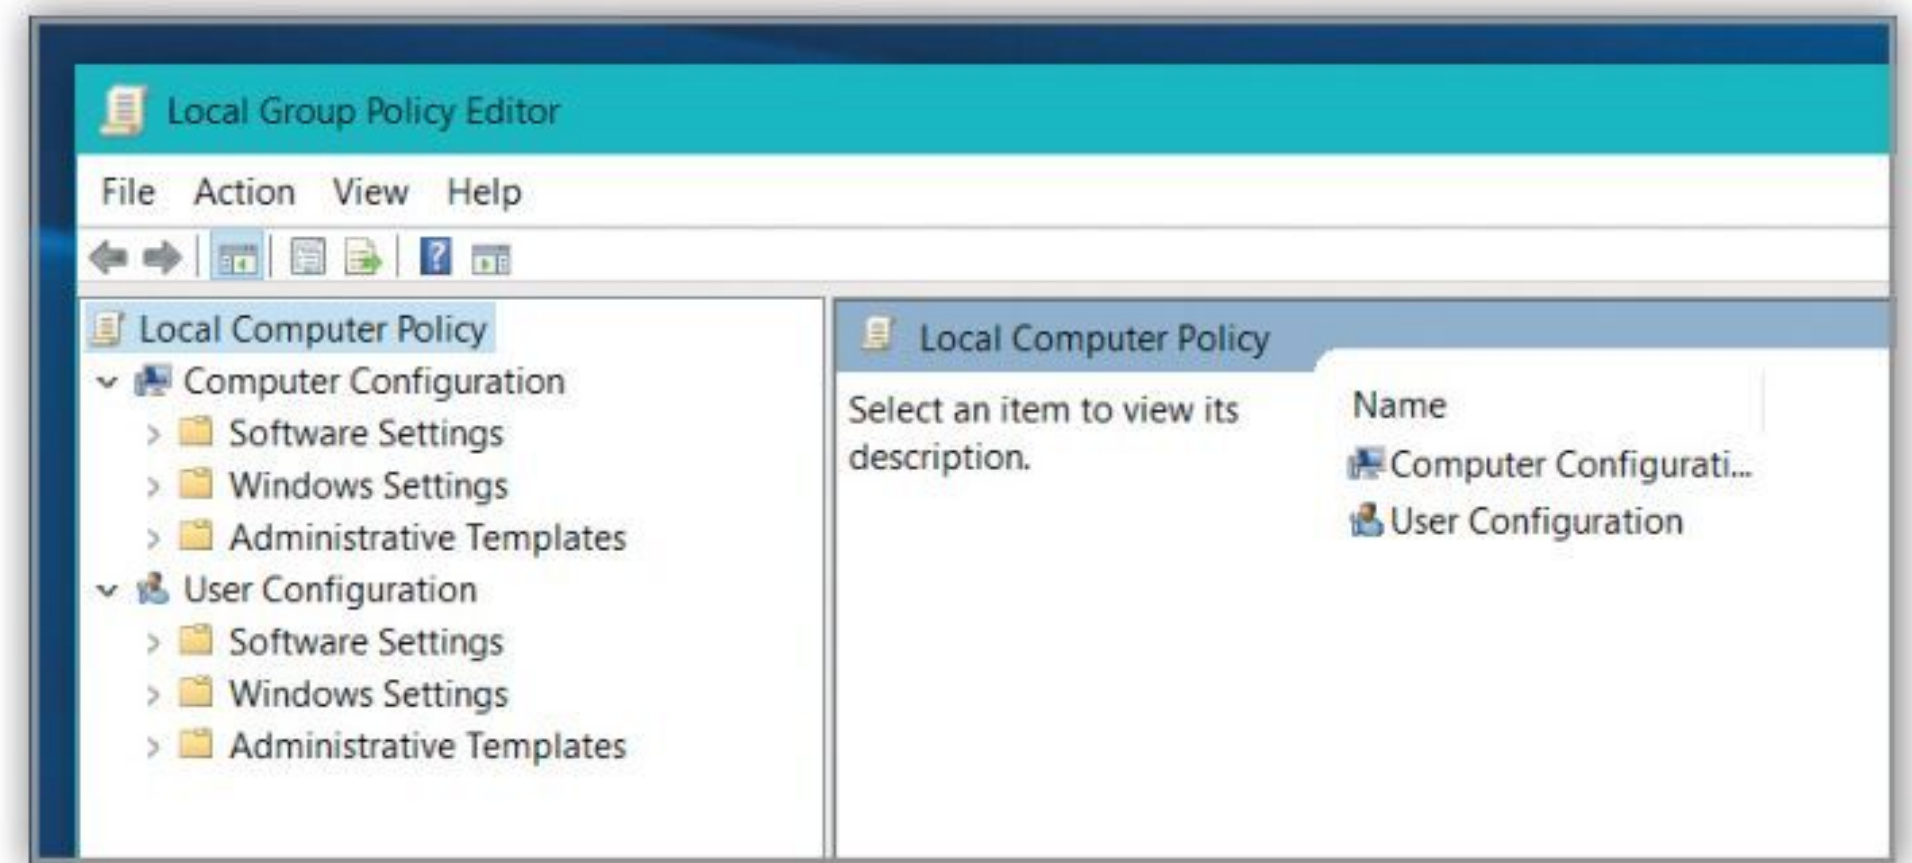 Local Group Policy Editor
File Action View Help
?
Local Computer Policy
Computer Configuration
Software Settings
Windows Settings
Administrative Templates
User Configuration
Software Settings
Windows Settings
Administrative Templates
Local Computer Policy
Select an item to view its
description.
Name
Computer Configurati...
User Configuration